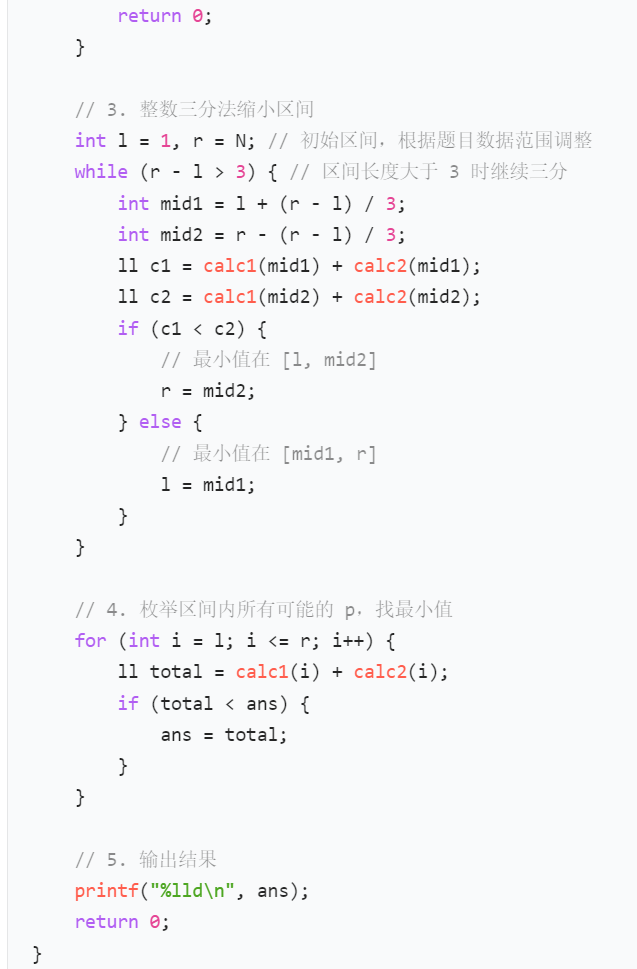 return 0;
}
// 3. 整数三分法缩小区间
int l = 1, r = N; // 初始区间，根据题目数据范围调整
while (r - l > 3) { // 区间长度大于 3 时继续三分
int mid1 = l + (r - l) / 3;
int mid2 = r - (r - l) / 3;
ll c1 = calc1(mid1) + calc2(mid1);
ll c2 = calc1(mid2) + calc2(mid2);
if (c1 < c2) {
// 最小值在 [l, mid2]
r = mid2;
} else {
// 最小值在 [mid1, r]
l = mid1;
}
}
// 4. 枚举区间内所有可能的 p，找最小值
for (int i = l; i <= r; i++) {
ll total = calc1(i) + calc2(i);
if (total < ans) {
ans = total;
}
}
// 5. 输出结果
printf("%lld\n", ans);
return 0;
}